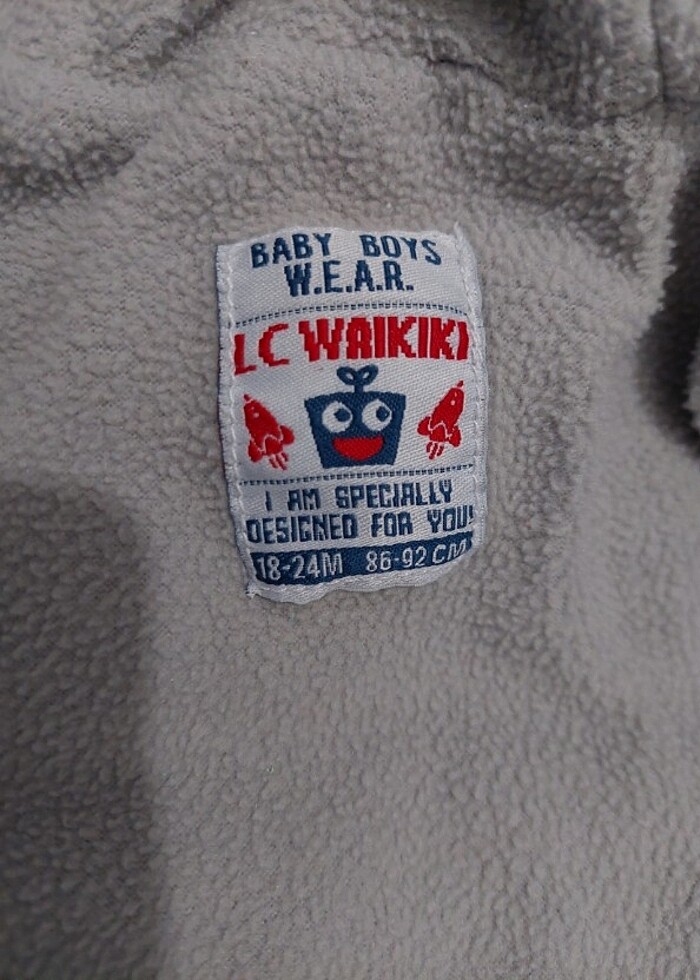 BABY BOYS
W.E.A.R.
LC WAIKIKI
I AM SPECIALLY
DESIGNED FOR YOU!
18-24M 86-92 CM